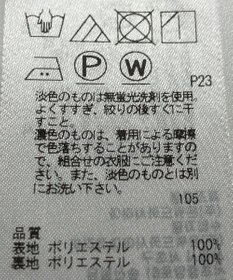 P W
P23
淡色のものは無蛍光洗剤を使用
よくすすぎ、絞りの後すぐに干
すこと。
濃色のものは、着用による摩擦
で色落ちすることがありますの
で、組合せの衣服にご注意くださ
い。また、淡色のものとは別
にお洗い下さい。
105
品質
表地 ポリエステル 100%
裏地 ポリエステル 100%